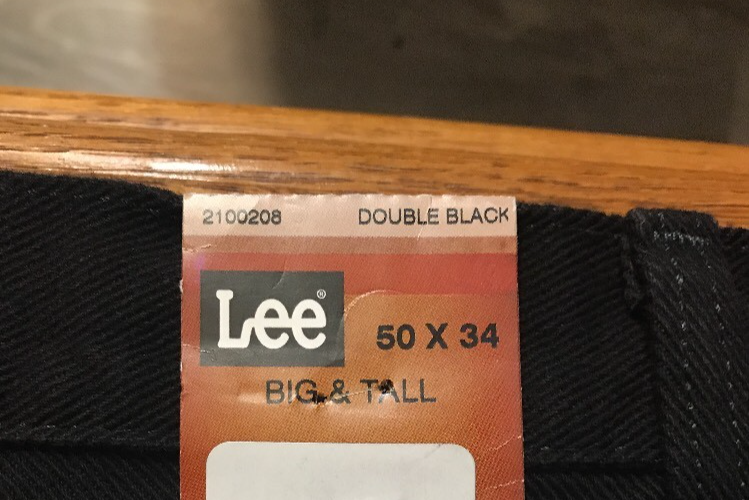 2100208 DOUBLE BLACK
Lee®
50 X 34
BIG & TALL